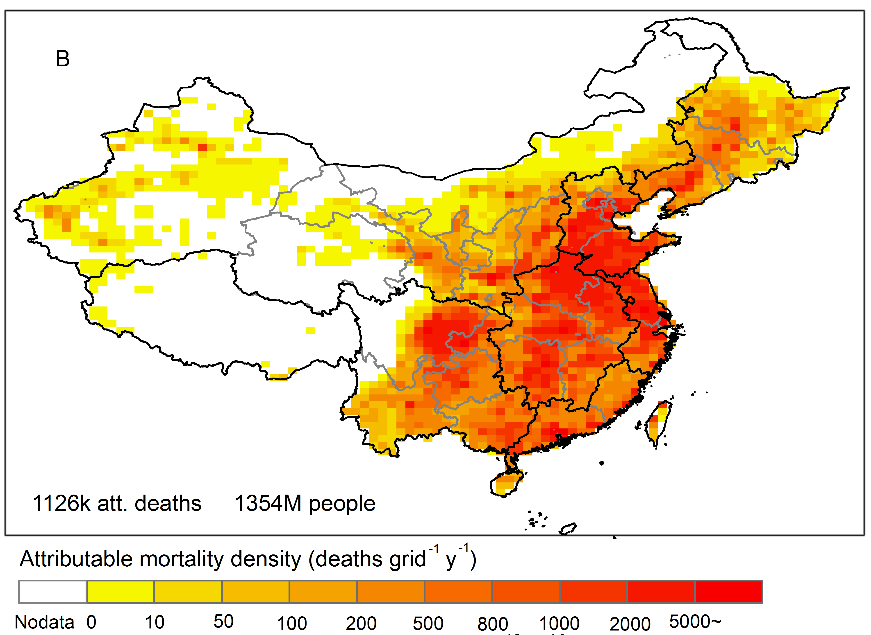 B
1126k att. deaths 1354M people
Attributable mortality density (deaths grid⁻¹ y⁻¹)
Nodata 0 10 50 100 200 500 800 1000 2000 5000~